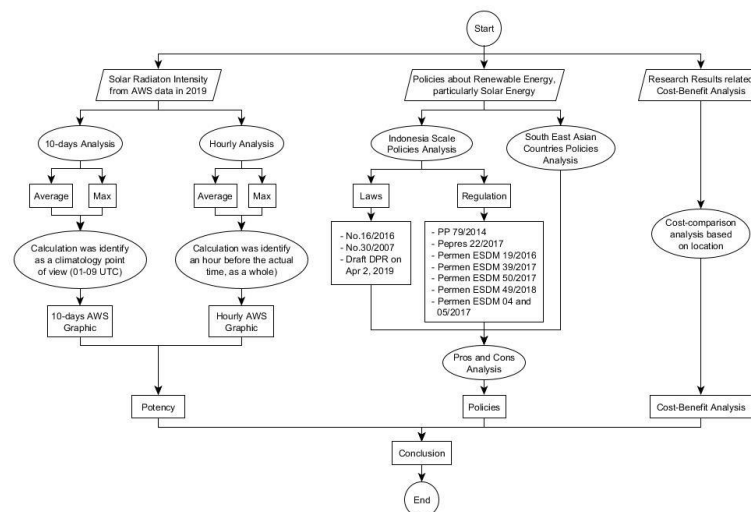 Start
Solar Radiaton Intensity
from AWS data in 2019
Policies about Renewable Energy,
particularly Solar Energy
Research Results related
Cost-Benefit Analysis
10-days Analysis
Hourly Analysis
Indonesia Scale
Policies Analysis
South East Asian
Countries Policies
Analysis
Average
Max
Average
Max
Laws
Regulation
Calculation was identify
as a climatology point
of view (01-09 UTC)
Calculation was identify
an hour before the actual
time, as a whole)
- No.16/2016
- No.30/2007
- Draft DPR on
Apr 2, 2019
- PP 79/2014
- Pepres 22/2017
- Permen ESDM 19/2016
- Permen ESDM 39/2017
- Permen ESDM 50/2017
- Permen ESDM 49/2018
- Permen ESDM 04 and
05/2017
Cost-comparison
analysis based
on location
10-days AWS
Graphic
Hourly AWS
Graphic
Pros and Cons
Analysis
Potency
Policies
Cost-Benefit Analysis
Conclusion
End